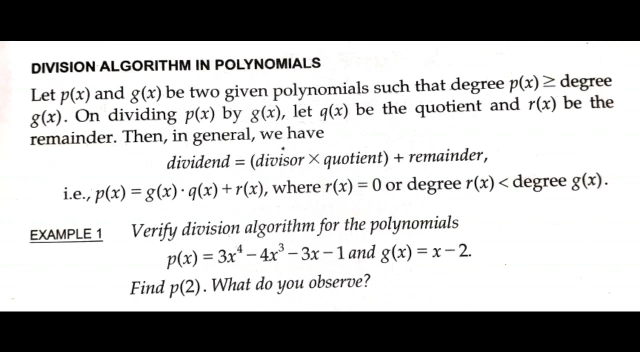 DIVISION ALGORITHM IN POLYNOMIALS
Let p(x) and g(x) be two given polynomials such that degree p(x) ≥ degree
g(x). On dividing p(x) by g(x), let q(x) be the quotient and r(x) be the
remainder. Then, in general, we have
dividend = (divisor × quotient) + remainder,
i.e., p(x) = g(x) · q(x) + r(x), where r(x) = 0 or degree r(x) < degree g(x).
EXAMPLE 1 Verify division algorithm for the polynomials
p(x) = 3x⁴ – 4x³ – 3x – 1 and g(x) = x – 2.
Find p(2). What do you observe?